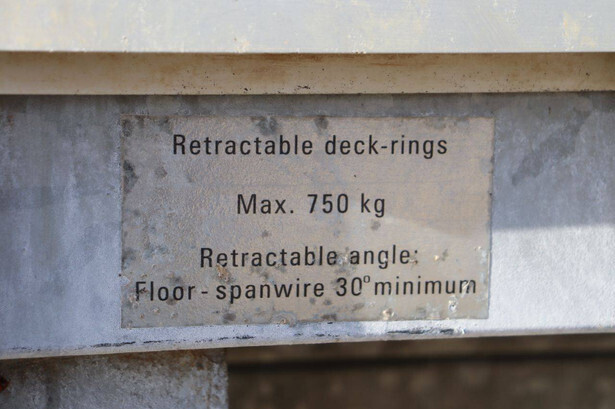 Retractable deck-rings
Max. 750 kg
Retractable angle:
Floor-spanwire 30° minimum